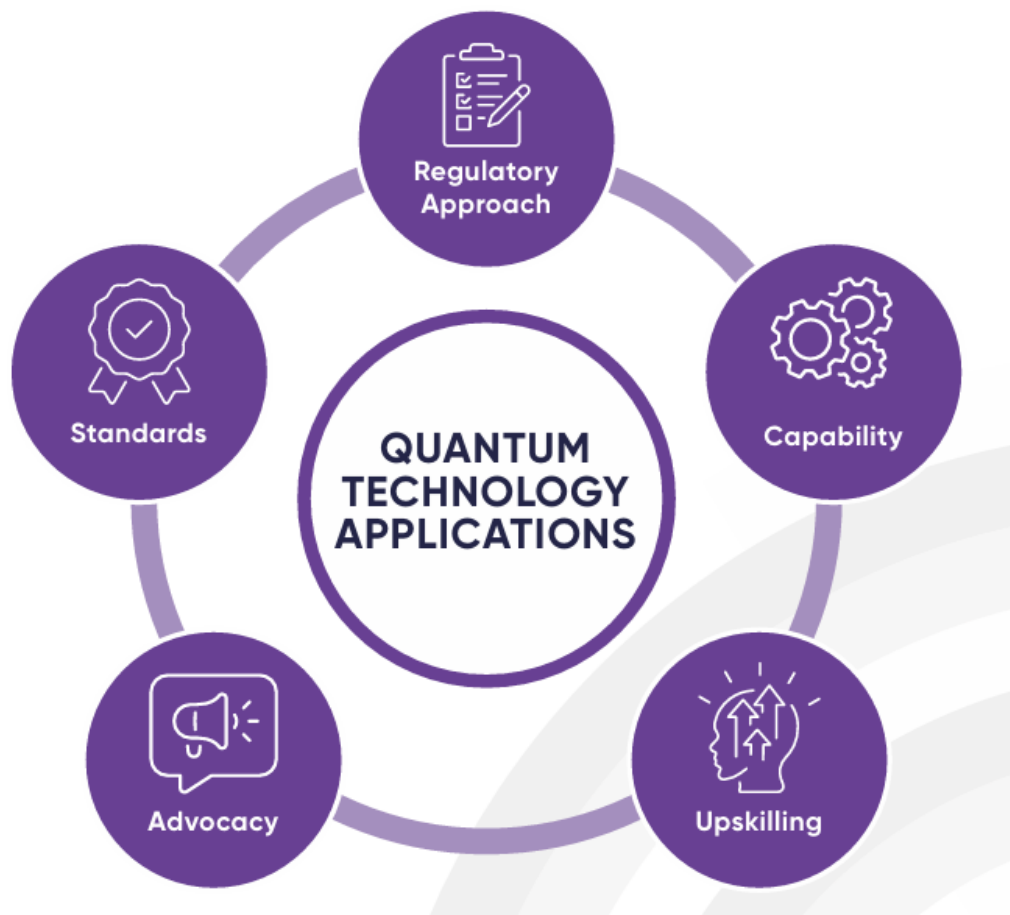 Regulatory
Approach
Standards
Capability
QUANTUM
TECHNOLOGY
APPLICATIONS
Advocacy
Upskilling